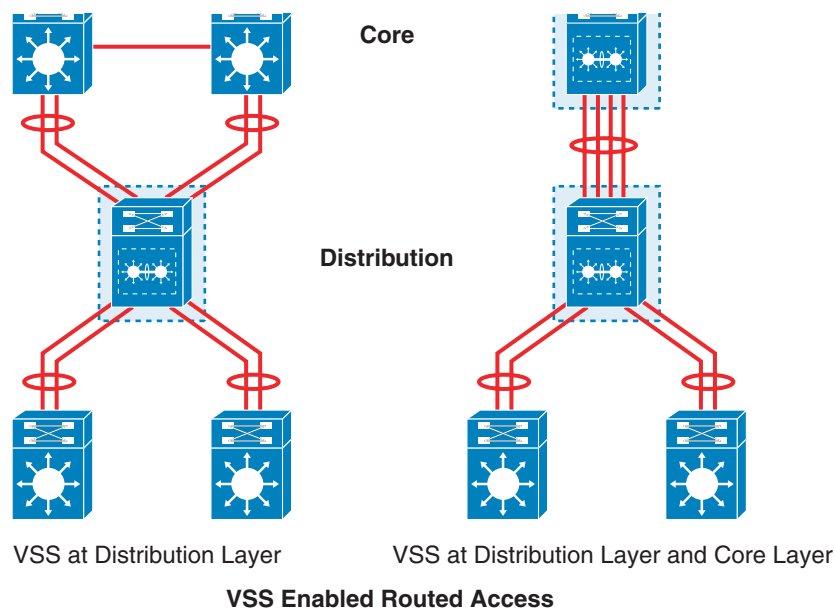 Core
Distribution
VSS at Distribution Layer
VSS at Distribution Layer and Core Layer
VSS Enabled Routed Access